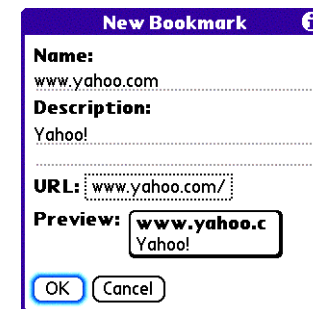 New Bookmark i
Name:
www.yahoo.com
Description:
Yahoo!
URL: www.yahoo.com/
Preview: www.yahoo.c
Yahoo!
OK Cancel